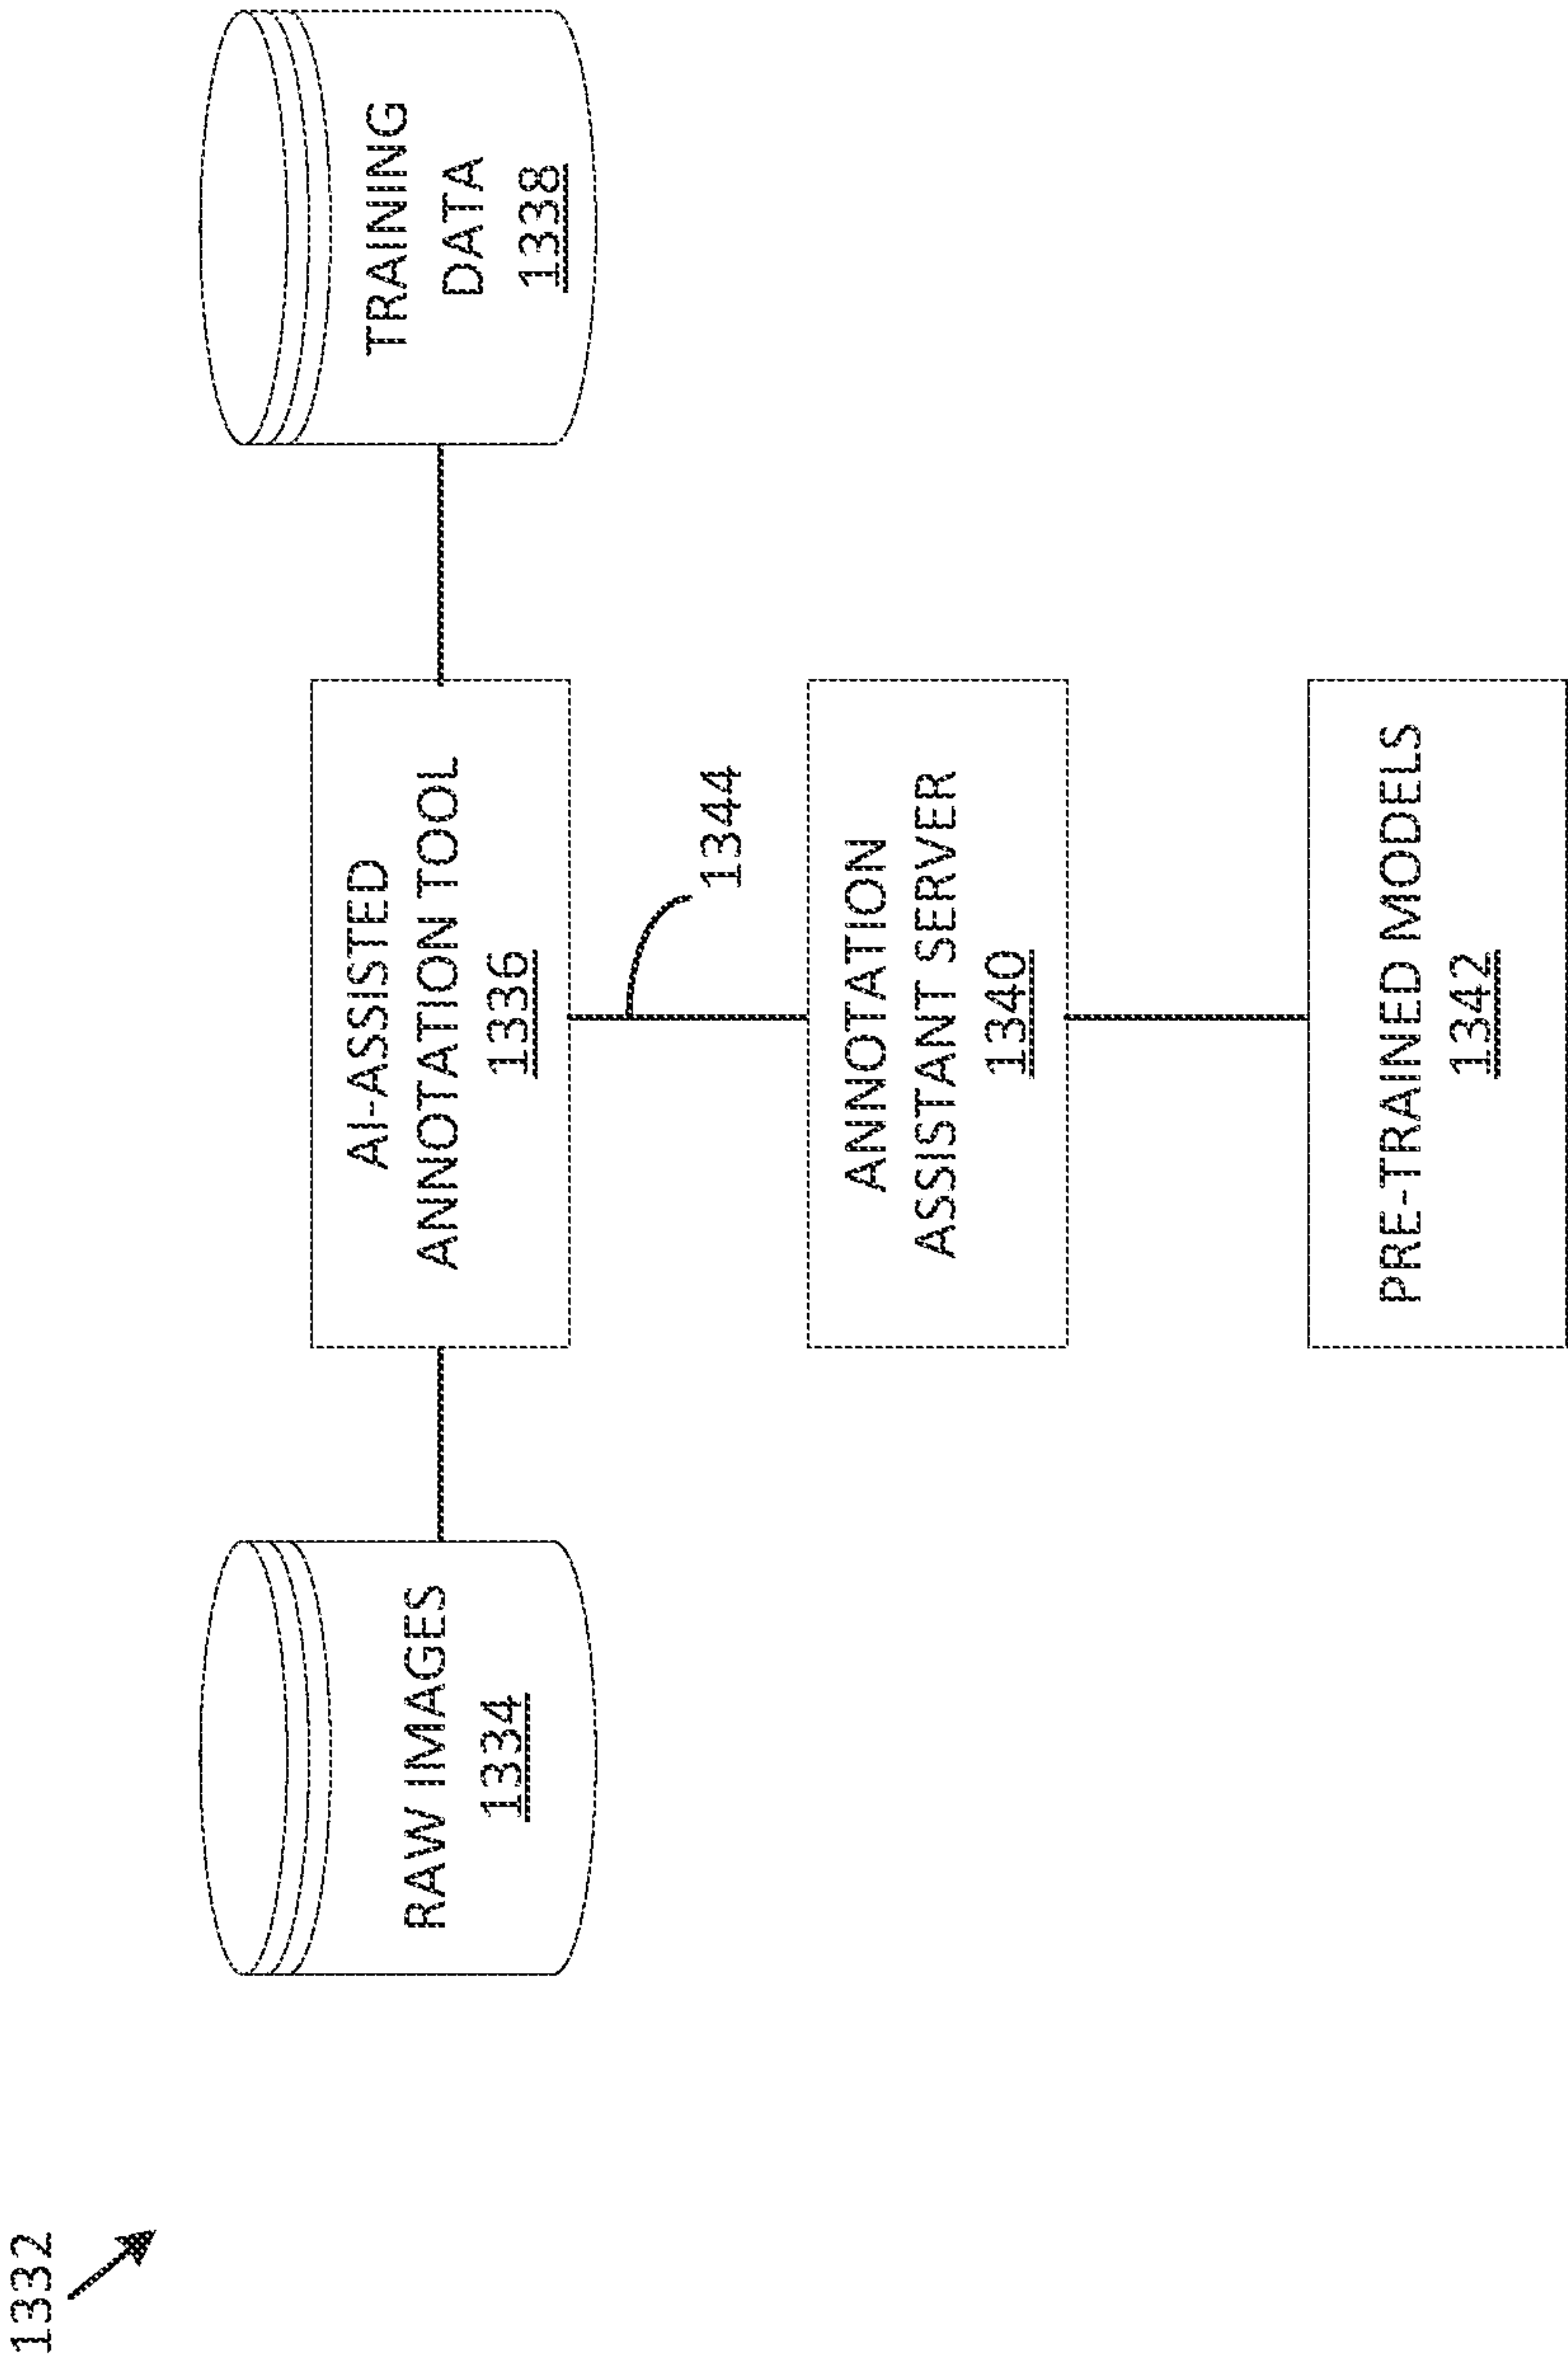 1332
RAW IMAGES
1334
AI-ASSISTED
ANNOTATION TOOL
1336
TRAINING
DATA
1338
1344
ANNOTATION
ASSISTANT SERVER
1340
PRE-TRAINED MODELS
1342